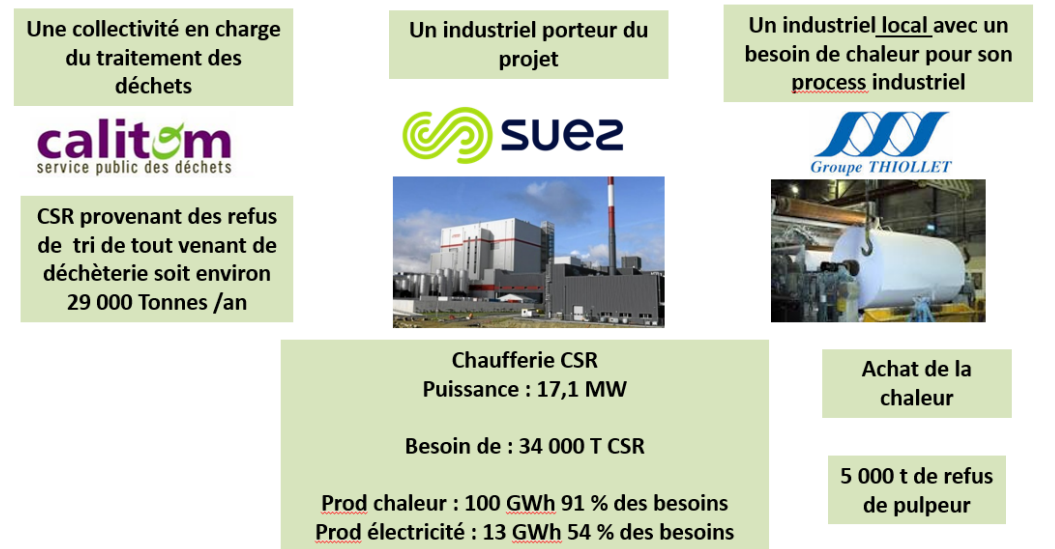 Une collectivité en charge
du traitement des
déchets
calitom
service public des déchets
CSR provenant des refus
de tri de tout venant de
déchèterie soit environ
29 000 Tonnes /an
Un industriel porteur du
projet
suez
Chaufferie CSR
Puissance : 17,1 MW
Besoin de : 34 000 T CSR
Prod chaleur : 100 GWh 91 % des besoins
Prod électricité : 13 GWh 54 % des besoins
Un industriel local avec un
besoin de chaleur pour son
process industriel
Groupe THIOLLET
Achat de la
chaleur
5 000 t de refus
de pulpeur